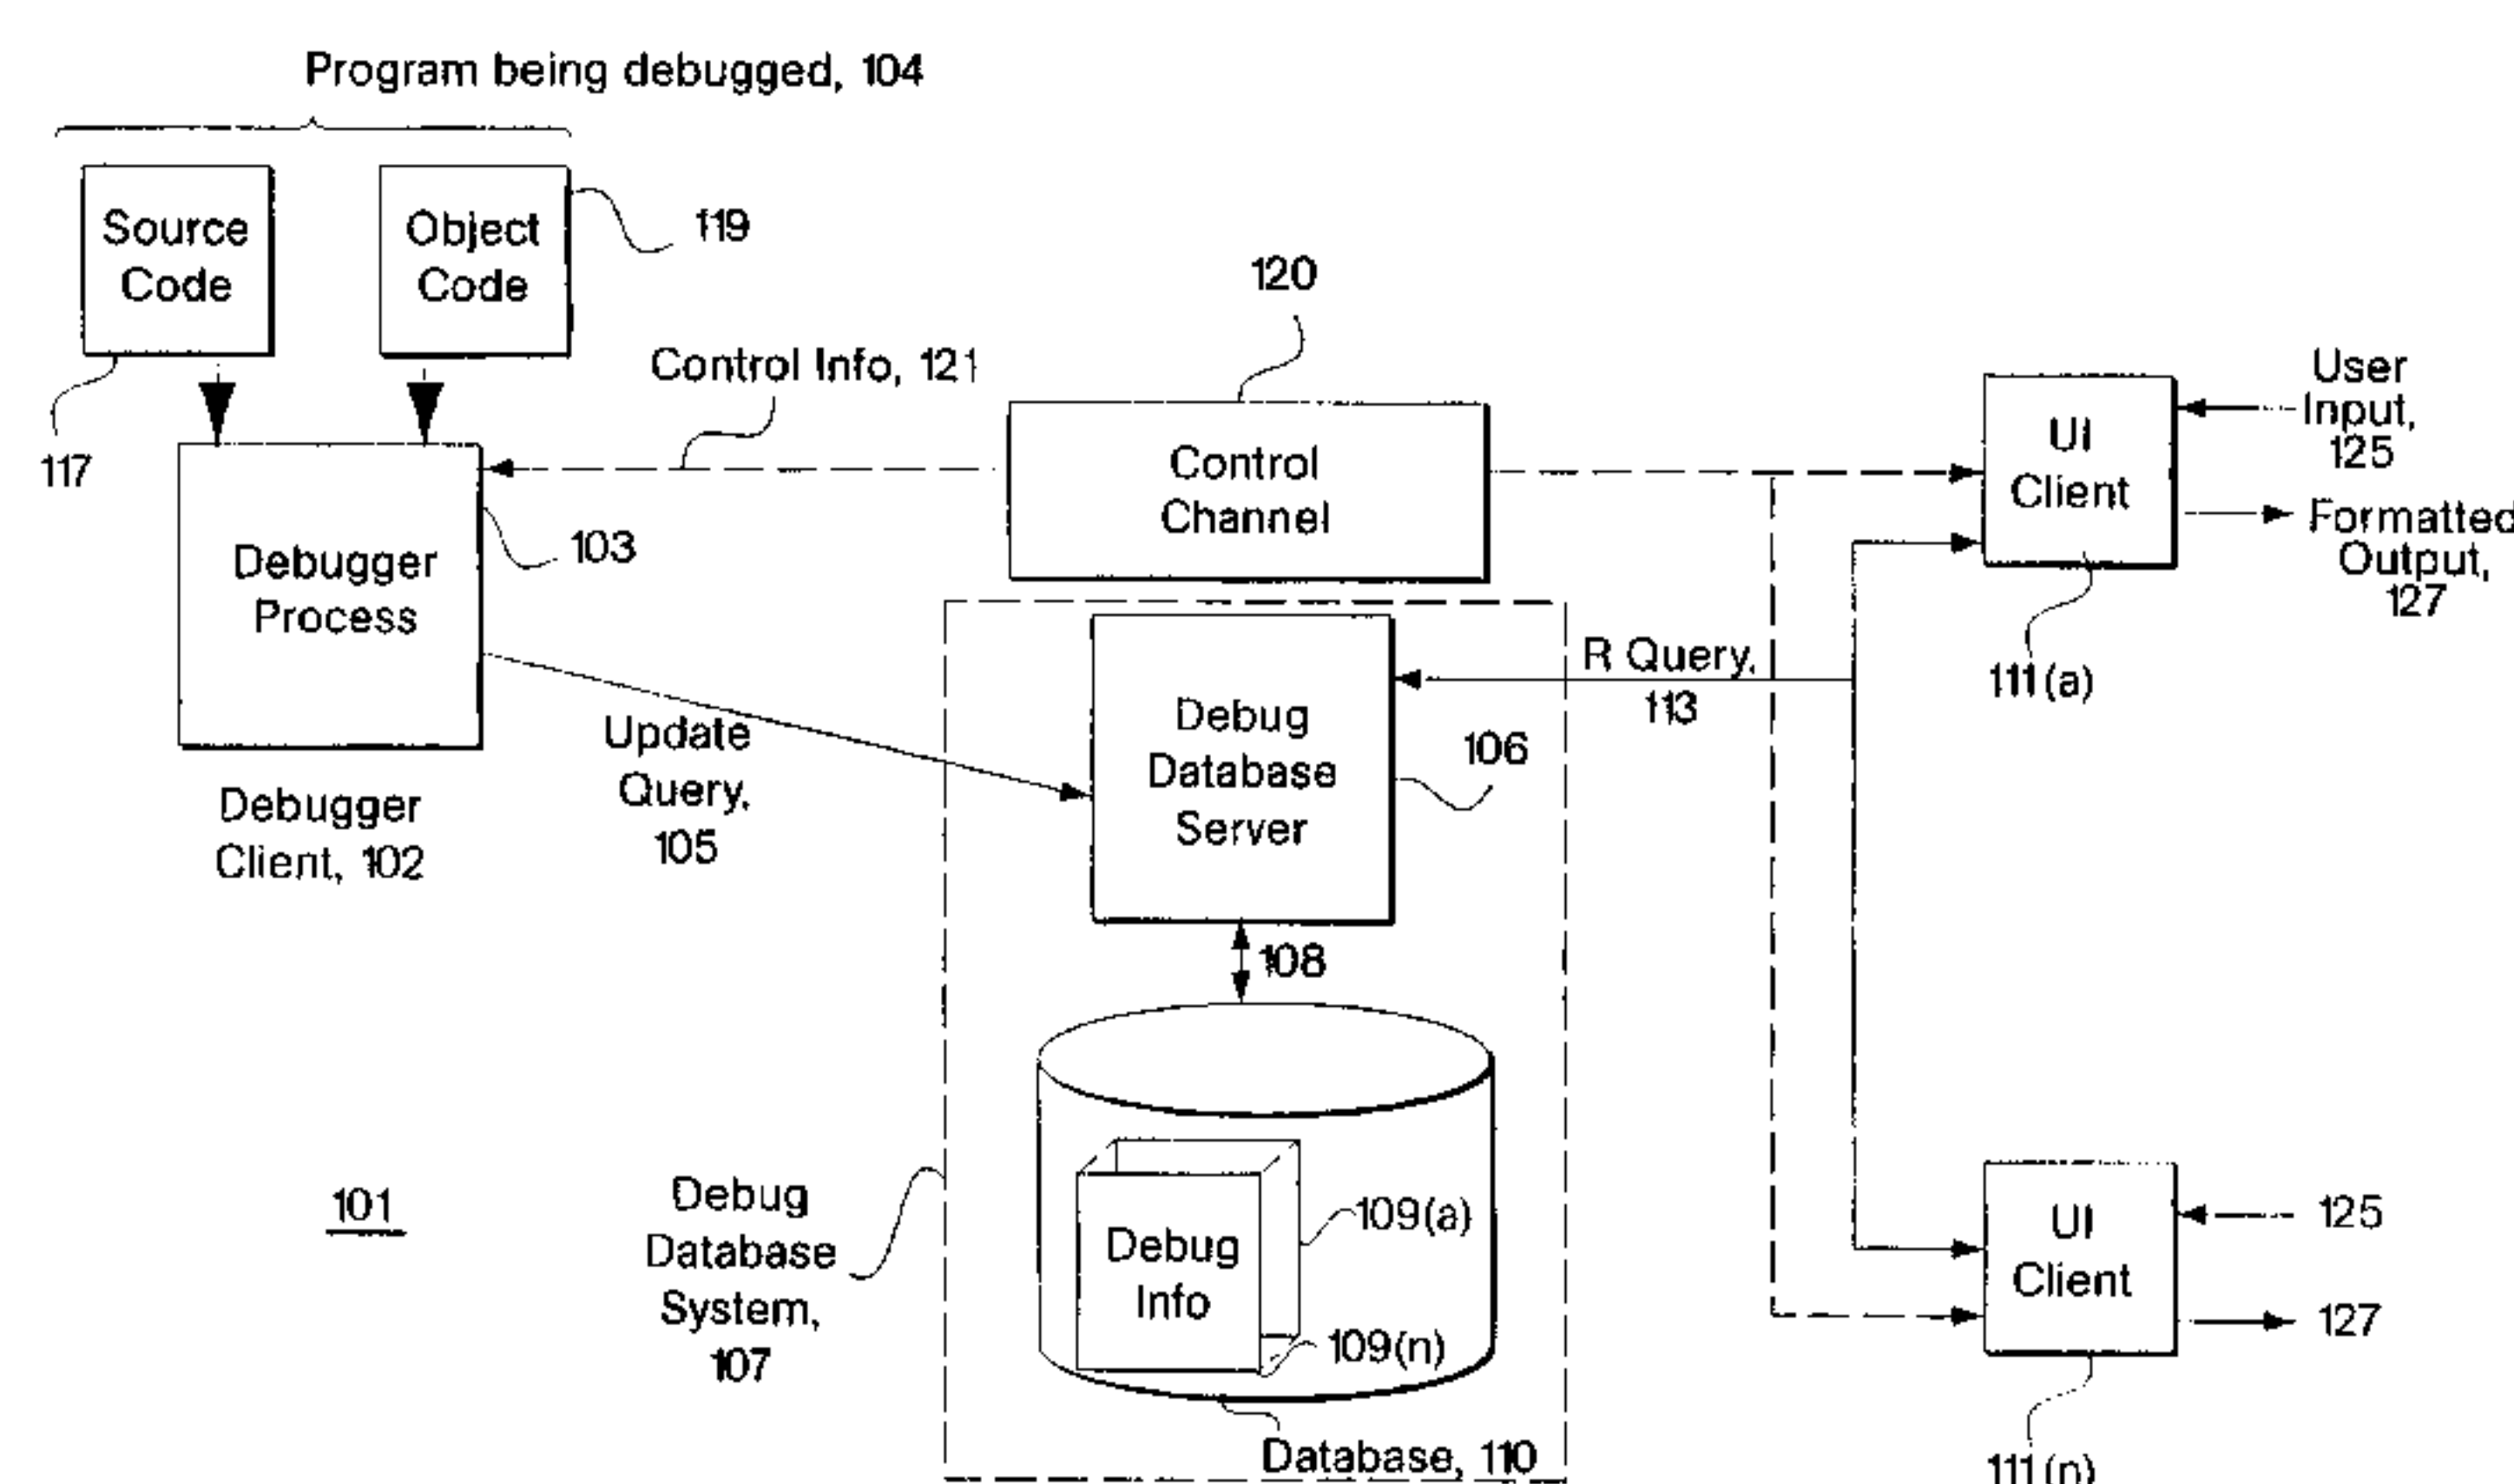 Program being debugged, 104
Source
Code
Object
Code
119
117
Control Info, 121
120
Control
Channel
UI
Client
User
Input,
125
Formatted
Output,
127
111(a)
Debugger
Process
103
Debugger
Client, 102
Update
Query,
105
R Query,
113
Debug
Database
Server
106
108
Debug
Database
System,
107
101
Debug
Info
109(a)
109(n)
Database, 110
UI
Client
125
127
111(n)